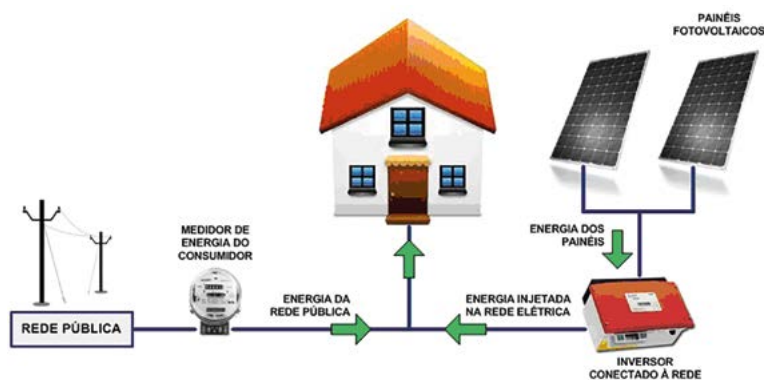 PAINÉIS
FOTOVOLTAICOS
MEDIDOR DE
ENERGIA DO
CONSUMIDOR
ENERGIA DOS
PAINÉIS
REDE PÚBLICA
ENERGIA DA
REDE PÚBLICA
ENERGIA INJETADA
NA REDE ELÉTRICA
INVERSOR
CONECTADO À REDE